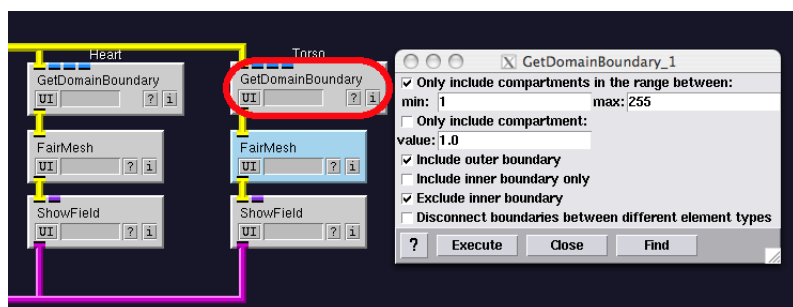 Heart
GetDomainBoundary
UI ? i
FairMesh
UI ? i
ShowField
UI ? i
Torso
GetDomainBoundary
UI ? i
FairMesh
UI ? i
ShowField
UI ? i
X GetDomainBoundary_1
Only include compartments in the range between:
min: 1 max: 255
Only include compartment:
value: 1.0
Include outer boundary
Include inner boundary only
Exclude inner boundary
Disconnect boundaries between different element types
? Execute Close Find